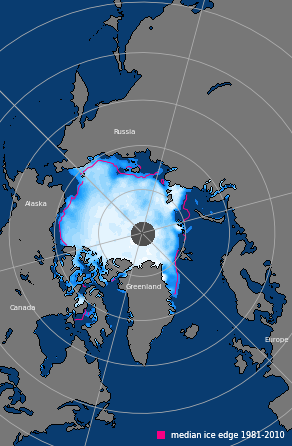 Russia
Alaska
Greenland
Canada
Europe
median ice edge 1981-2010